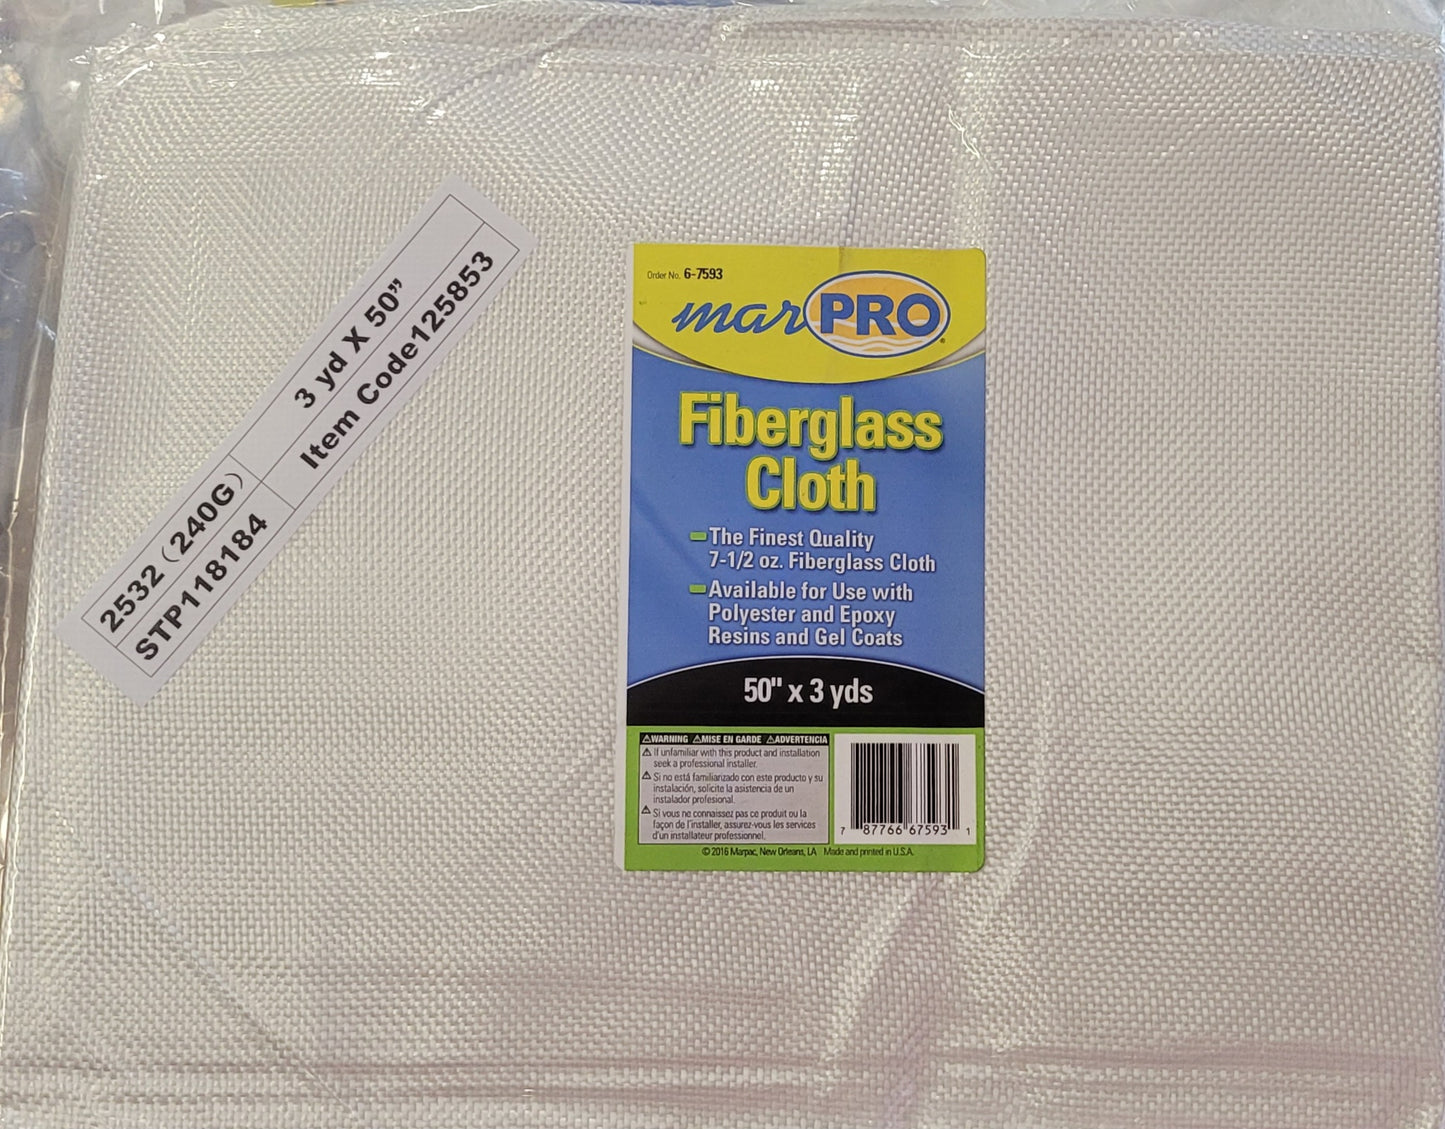 2532（240G）
3 yd X 50”
STP118184
Item Code125853
Order No. 6-7593
marPRO®
Fiberglass
Cloth
The Finest Quality
7-1/2 oz. Fiberglass Cloth
Available for Use with
Polyester and Epoxy
Resins and Gel Coats
50" x 3 yds
⚠WARNING ⚠MISE EN GARDE ⚠ADVERTENCIA
⚠ If unfamiliar with this product and installation
seek a professional installer.
⚠ Si no está familiarizado con este producto y su
instalación, solicite la asistencia de un
instalador profesional.
⚠ Si vous ne connaissez pas ce produit ou la
façon de l'installer, assurez-vous les services
d'un installateur professionnel.
7 87766 67593 1
© 2016 Marpac, New Orleans, LA Made and printed in U.S.A.